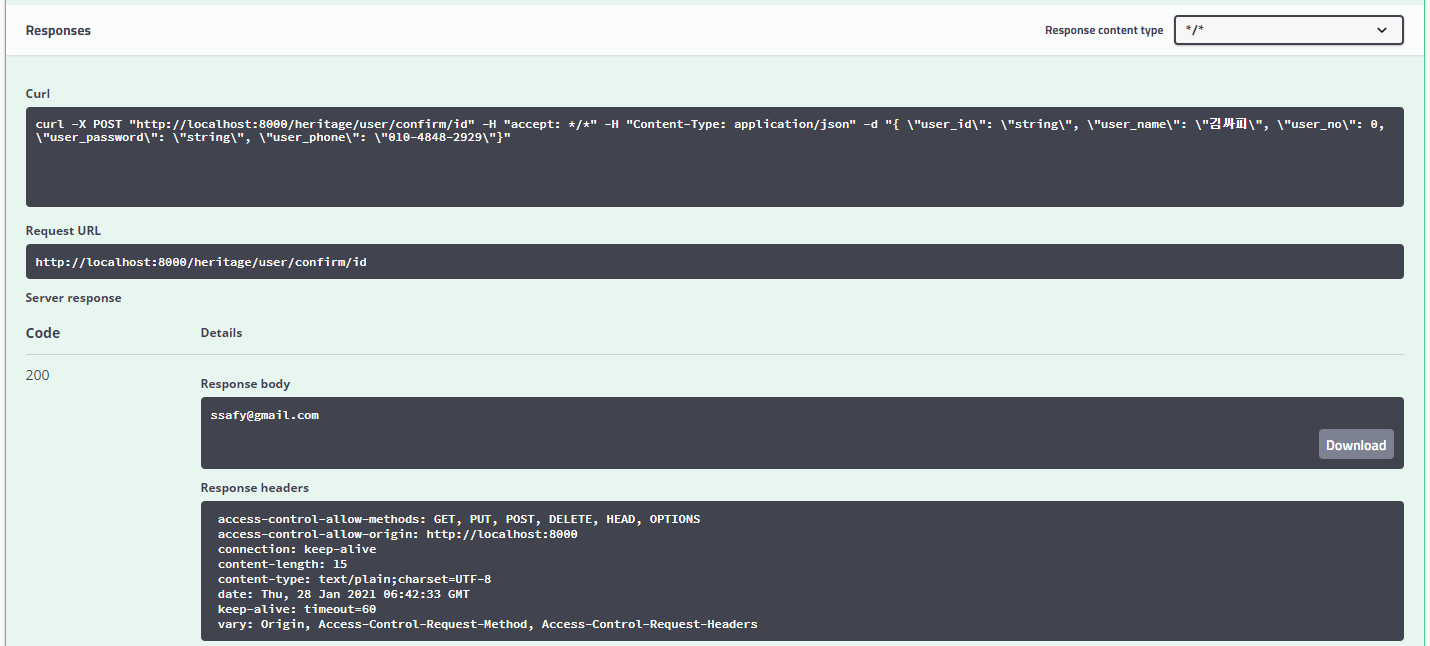 Responses
Response content type */*
Curl
curl -X POST "http://localhost:8000/heritage/user/confirm/id" -H "accept: */*" -H "Content-Type: application/json" -d "{ \"user_id\": \"string\", \"user_name\": \"김싸피\", \"user_no\": 0,
\"user_password\": \"string\", \"user_phone\": \"010-4848-2929\"}"
Request URL
http://localhost:8000/heritage/user/confirm/id
Server response
Code Details
200
Response body
ssafy@gmail.com
Download
Response headers
access-control-allow-methods: GET, PUT, POST, DELETE, HEAD, OPTIONS
access-control-allow-origin: http://localhost:8000
connection: keep-alive
content-length: 15
content-type: text/plain;charset=UTF-8
date: Thu, 28 Jan 2021 06:42:33 GMT
keep-alive: timeout=60
vary: Origin, Access-Control-Request-Method, Access-Control-Request-Headers